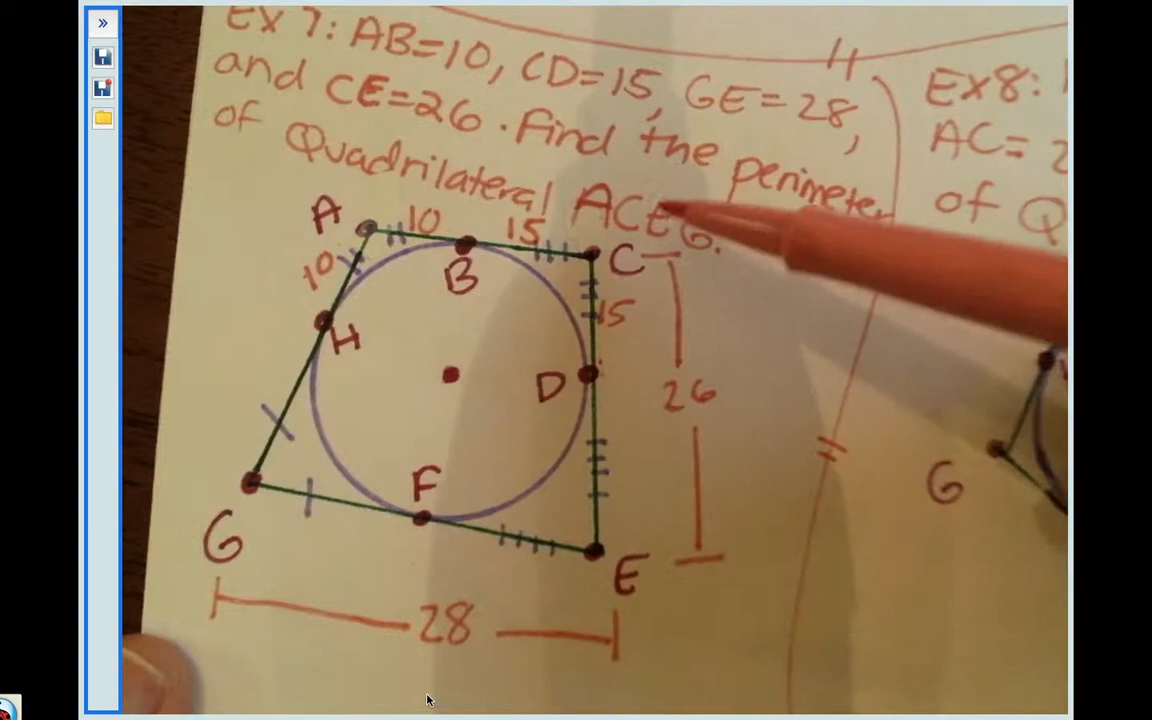 »
Ex 7: AB=10, CD=15, GE=28,
and CE=26. Find the perimeter
of Quadrilateral ACEG.
A 10 15 C
B
10
15
H
D
26
F
G
E
28
Ex8:
AC= 2
of Q
G